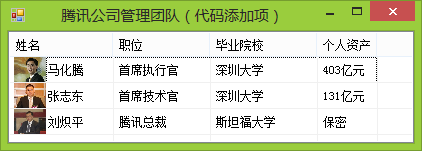 腾讯公司管理团队（代码添加项）
姓名 职位 毕业院校 个人资产
马化腾 首席执行官 深圳大学 403亿元
张志东 首席技术官 深圳大学 131亿元
刘炽平 腾讯总裁 斯坦福大学 保密